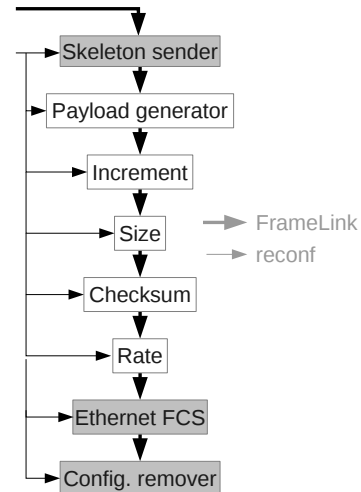 Skeleton sender
Payload generator
Increment
Size
FrameLink
reconf
Checksum
Rate
Ethernet FCS
Config. remover